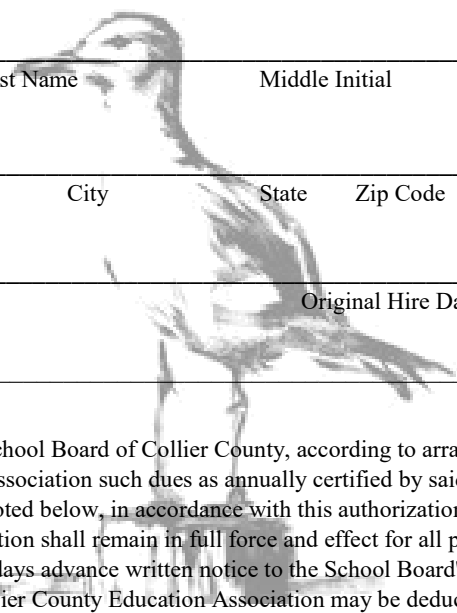 st Name Middle Initial
City State Zip Code
Original Hire Da
chool Board of Collier County, according to arra
ssociation such dues as annually certified by said
oted below, in accordance with this authorization
tion shall remain in full force and effect for all p
lays advance written notice to the School Board'
ier County Education Association may be deduc